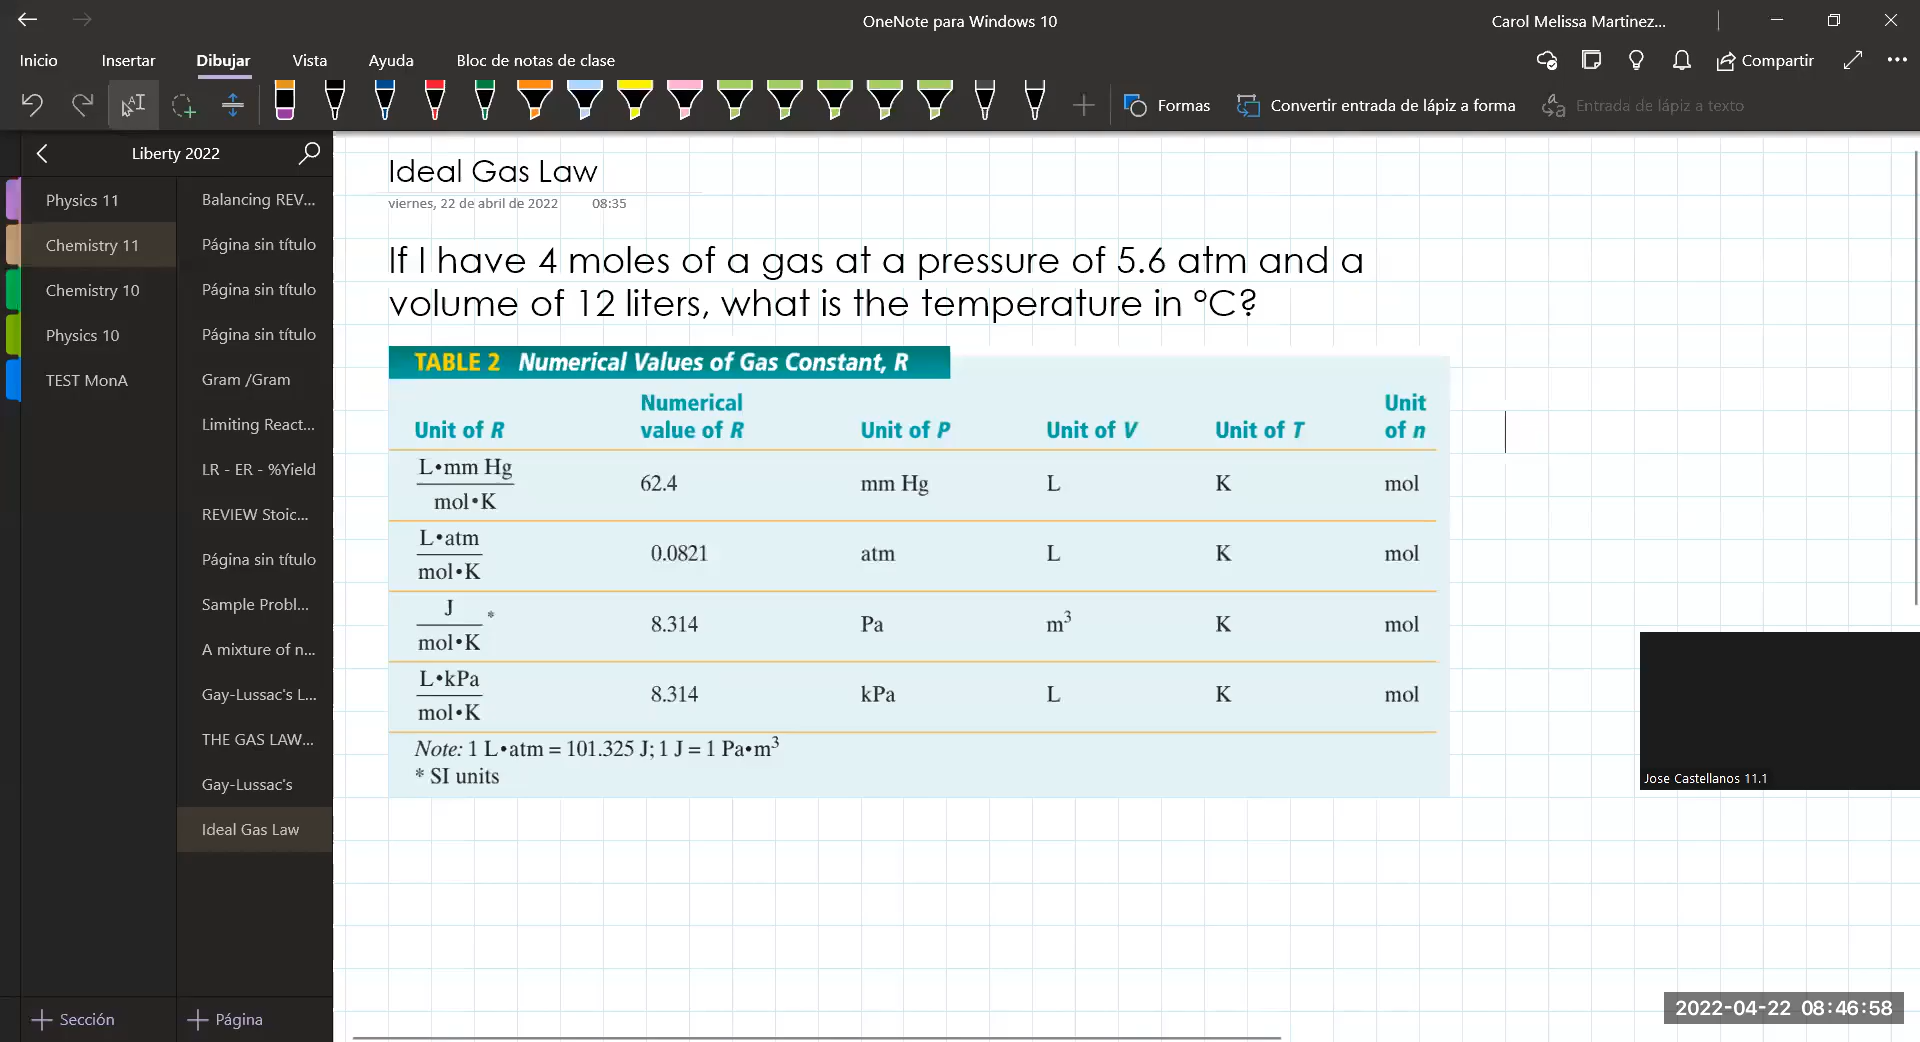 OneNote para Windows 10
Carol Melissa Martinez...
Inicio
Insertar
Dibujar
Vista
Ayuda
Bloc de notas de clase
Compartir
Formas
Convertir entrada de lápiz a forma
Entrada de lápiz a texto
Liberty 2022
Physics 11
Chemistry 11
Chemistry 10
Physics 10
TEST MonA
Balancing REV...
Página sin título
Página sin título
Página sin título
Gram /Gram
Limiting React...
LR - ER - %Yield
REVIEW Stoic...
Página sin título
Sample Probl...
A mixture of n...
Gay-Lussac's L...
THE GAS LAW...
Gay-Lussac's
Ideal Gas Law
Sección
Página
Ideal Gas Law
viernes, 22 de abril de 2022 08:35
If I have 4 moles of a gas at a pressure of 5.6 atm and a
volume of 12 liters, what is the temperature in °C?
TABLE 2 Numerical Values of Gas Constant, R
Unit of R Numerical value of R Unit of P Unit of V Unit of T Unit of n
L•mm Hg
mol•K
62.4 mm Hg L K mol
L•atm
mol•K
0.0821 atm L K mol
J *
mol•K
8.314 Pa m³ K mol
L•kPa
mol•K
8.314 kPa L K mol
Note: 1 L•atm = 101.325 J; 1 J = 1 Pa•m³
* SI units
Jose Castellanos 11.1
2022-04-22 08:46:58